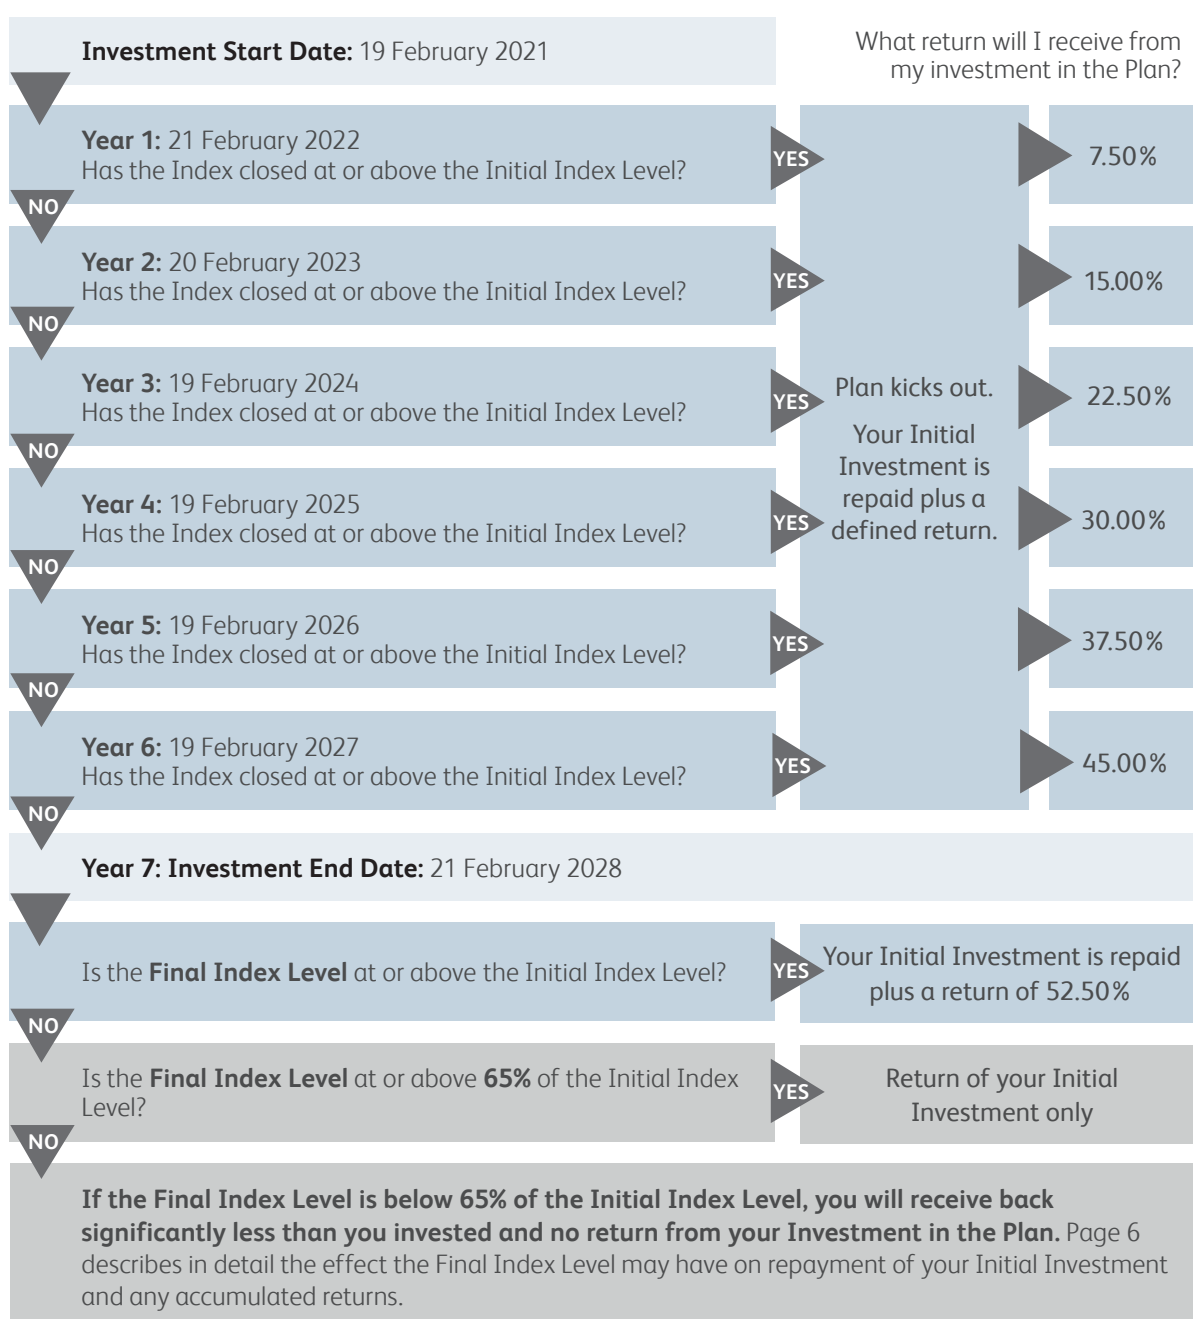 Investment Start Date: 19 February 2021
What return will I receive from
my investment in the Plan?
Year 1: 21 February 2022
Has the Index closed at or above the Initial Index Level?
YES
7.50%
NO
Year 2: 20 February 2023
Has the Index closed at or above the Initial Index Level?
YES
15.00%
NO
Year 3: 19 February 2024
Has the Index closed at or above the Initial Index Level?
YES
Plan kicks out.
Your Initial
Investment is
repaid plus a
defined return.
22.50%
NO
Year 4: 19 February 2025
Has the Index closed at or above the Initial Index Level?
YES
30.00%
NO
Year 5: 19 February 2026
Has the Index closed at or above the Initial Index Level?
YES
37.50%
NO
Year 6: 19 February 2027
Has the Index closed at or above the Initial Index Level?
YES
45.00%
NO
Year 7: Investment End Date: 21 February 2028
Is the Final Index Level at or above the Initial Index Level?
YES
Your Initial Investment is repaid
plus a return of 52.50%
NO
Is the Final Index Level at or above 65% of the Initial Index
Level?
YES
Return of your Initial
Investment only
NO
If the Final Index Level is below 65% of the Initial Index Level, you will receive back
significantly less than you invested and no return from your Investment in the Plan. Page 6
describes in detail the effect the Final Index Level may have on repayment of your Initial Investment
and any accumulated returns.